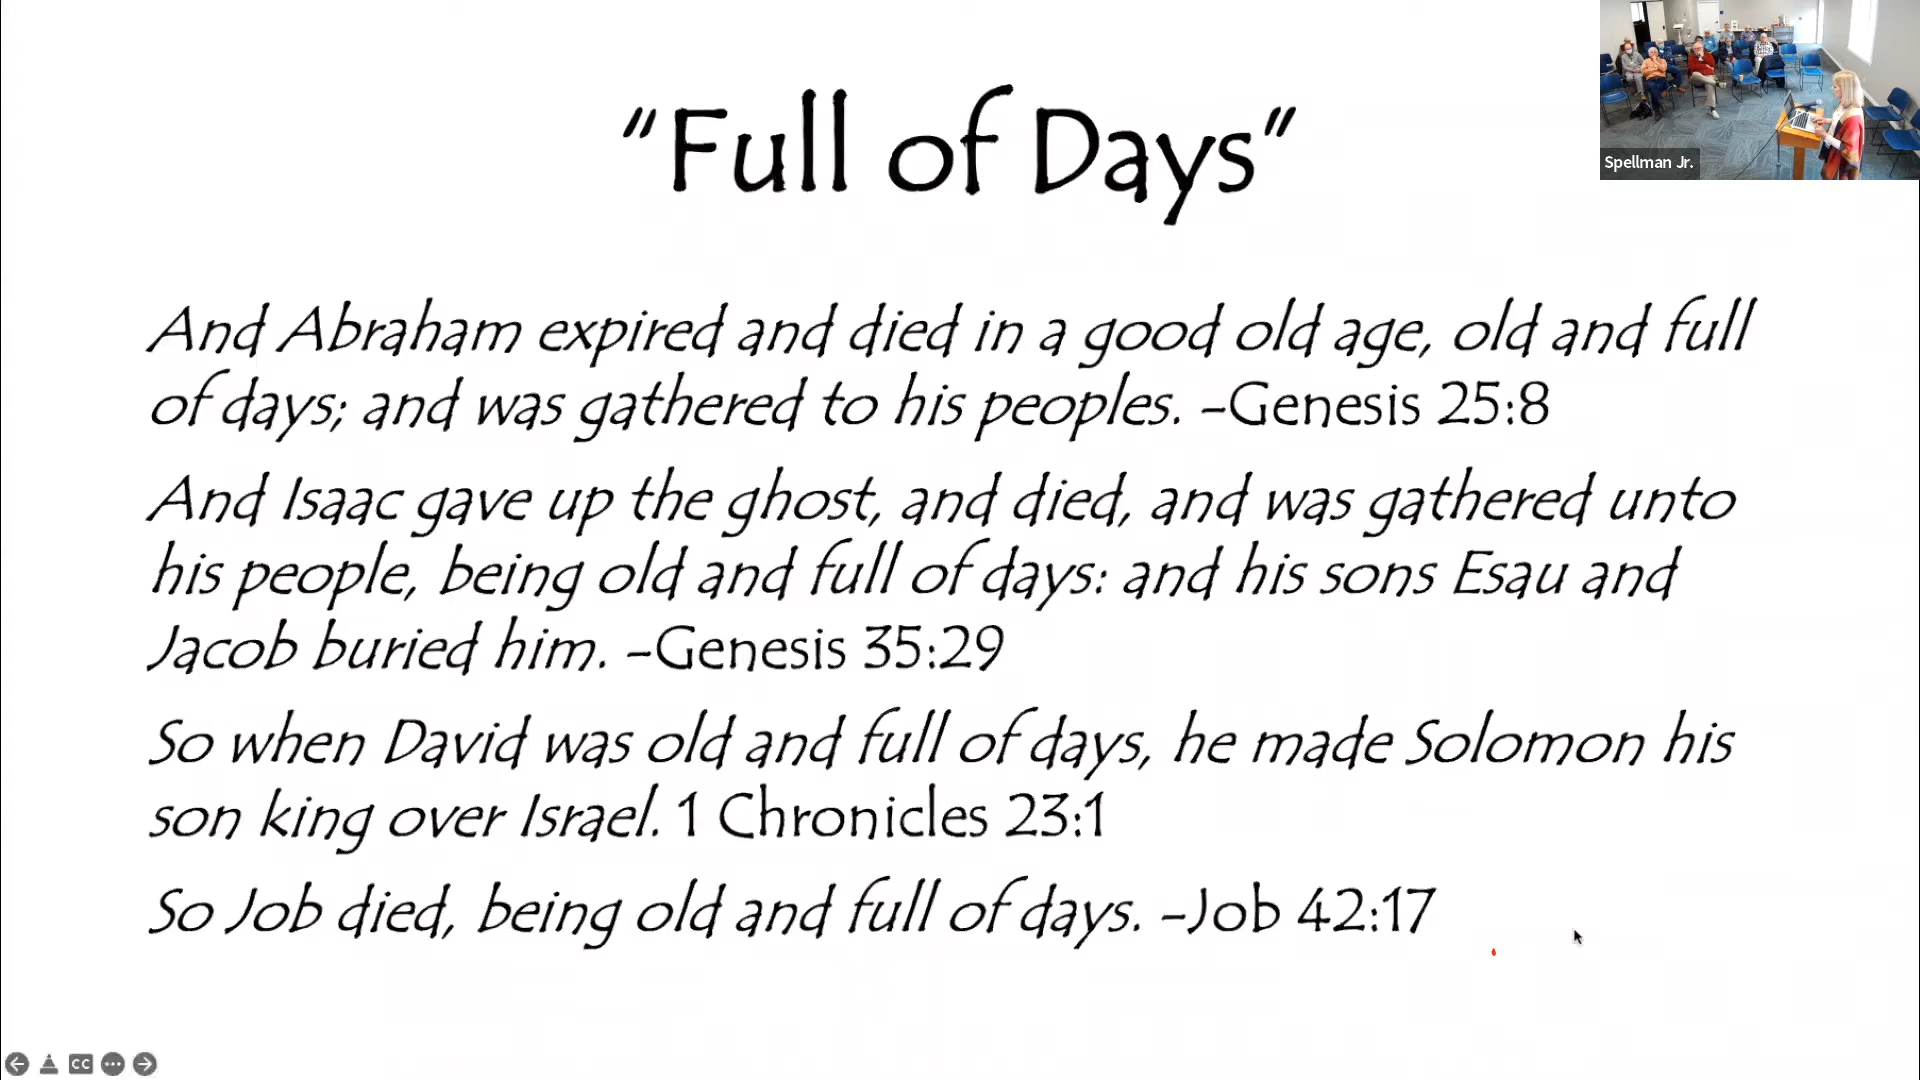 "Full of Days"
Spellman Jr.
And Abraham expired and died in a good old age, old and full
of days; and was gathered to his peoples. -Genesis 25:8
And Isaac gave up the ghost, and died, and was gathered unto
his people, being old and full of days: and his sons Esau and
Jacob buried him. -Genesis 35:29
So when David was old and full of days, he made Solomon his
son king over Israel. 1 Chronicles 23:1
So Job died, being old and full of days. -Job 42:17
CC